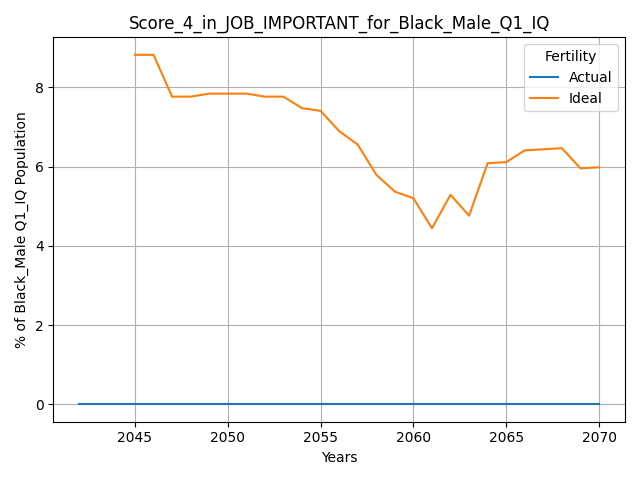 Score_4_in_JOB_IMPORTANT_for_Black_Male_Q1_IQ
Fertility
Actual
Ideal
% of Black_Male Q1_IQ Population
8
6
4
2
0
2045 2050 2055 2060 2065 2070
Years